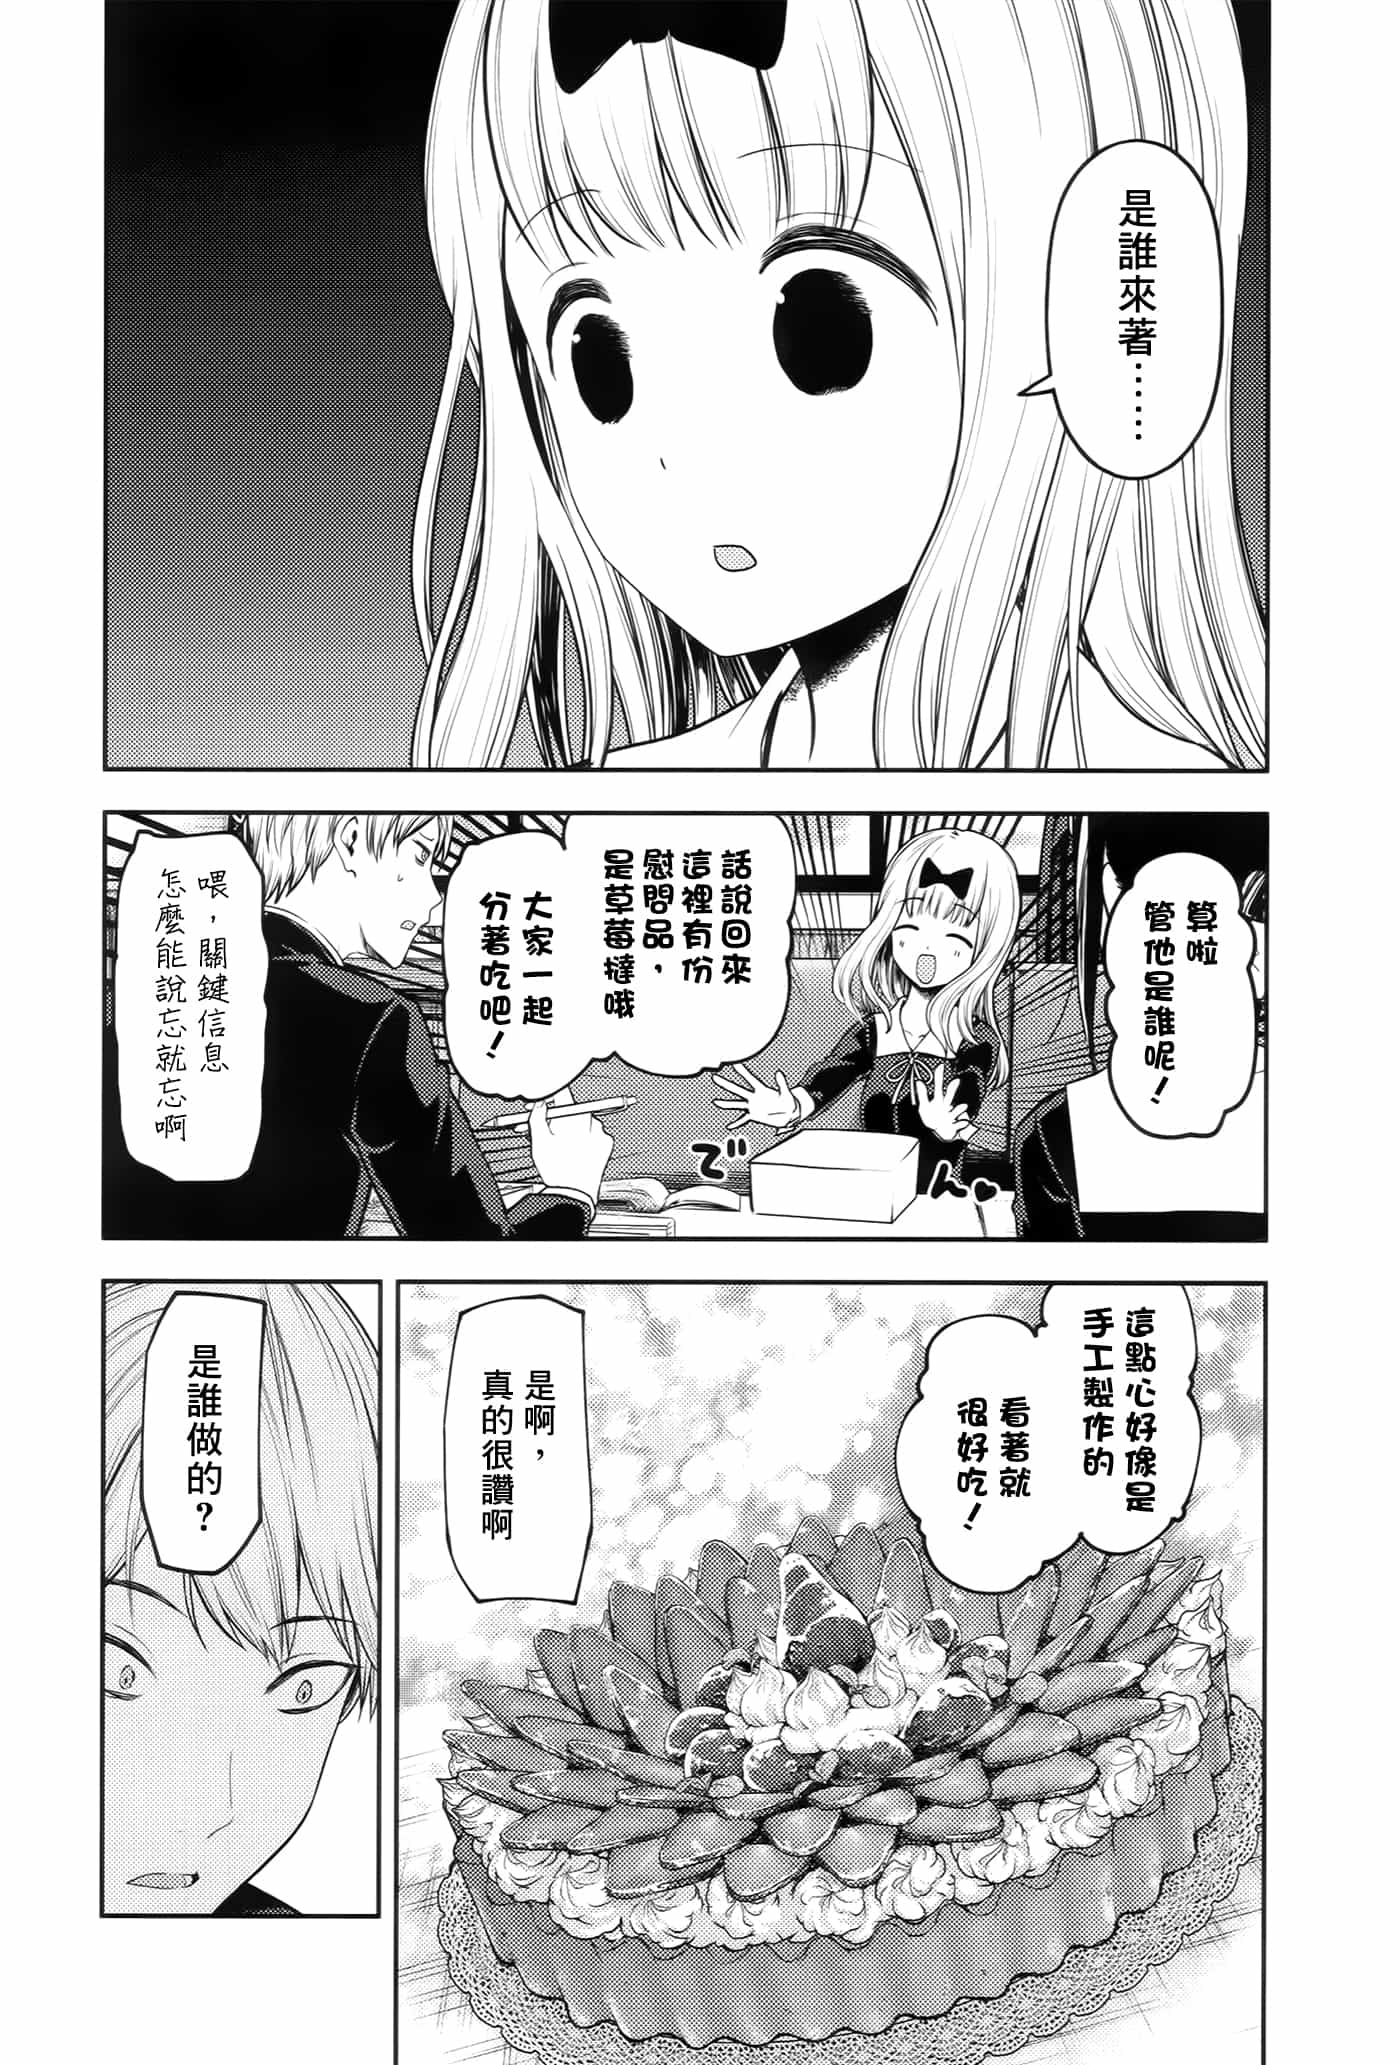 是誰來著……
算啦
管他是誰呢！
話說回來
這裡有份
慰問品，
是草莓撻哦
大家一起
分著吃吧！
でん♥
喂，關鍵信息
怎麼能說忘就忘啊
這點心好像是
手工製作的
看著就
很好吃！
是啊，
真的很讚啊
是誰做的？